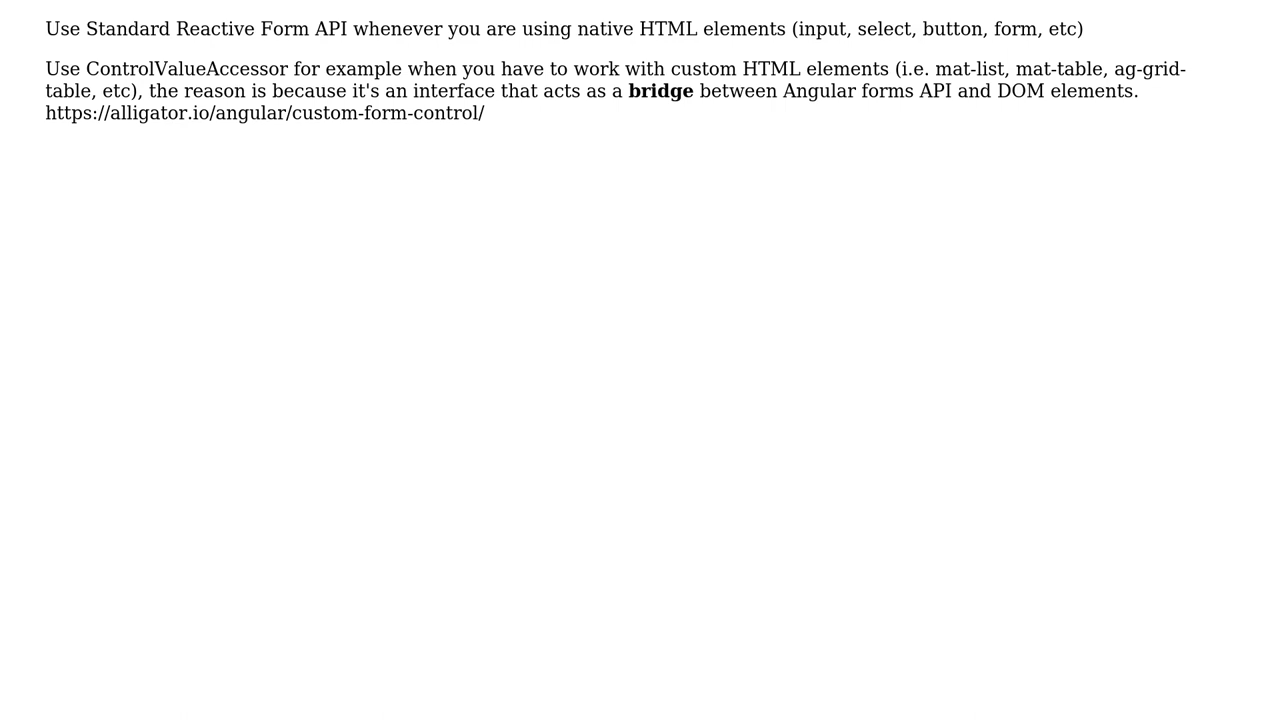 Use Standard Reactive Form API whenever you are using native HTML elements (input, select, button, form, etc)
Use ControlValueAccessor for example when you have to work with custom HTML elements (i.e. mat-list, mat-table, ag-grid-
table, etc), the reason is because it's an interface that acts as a bridge between Angular forms API and DOM elements.
https://alligator.io/angular/custom-form-control/